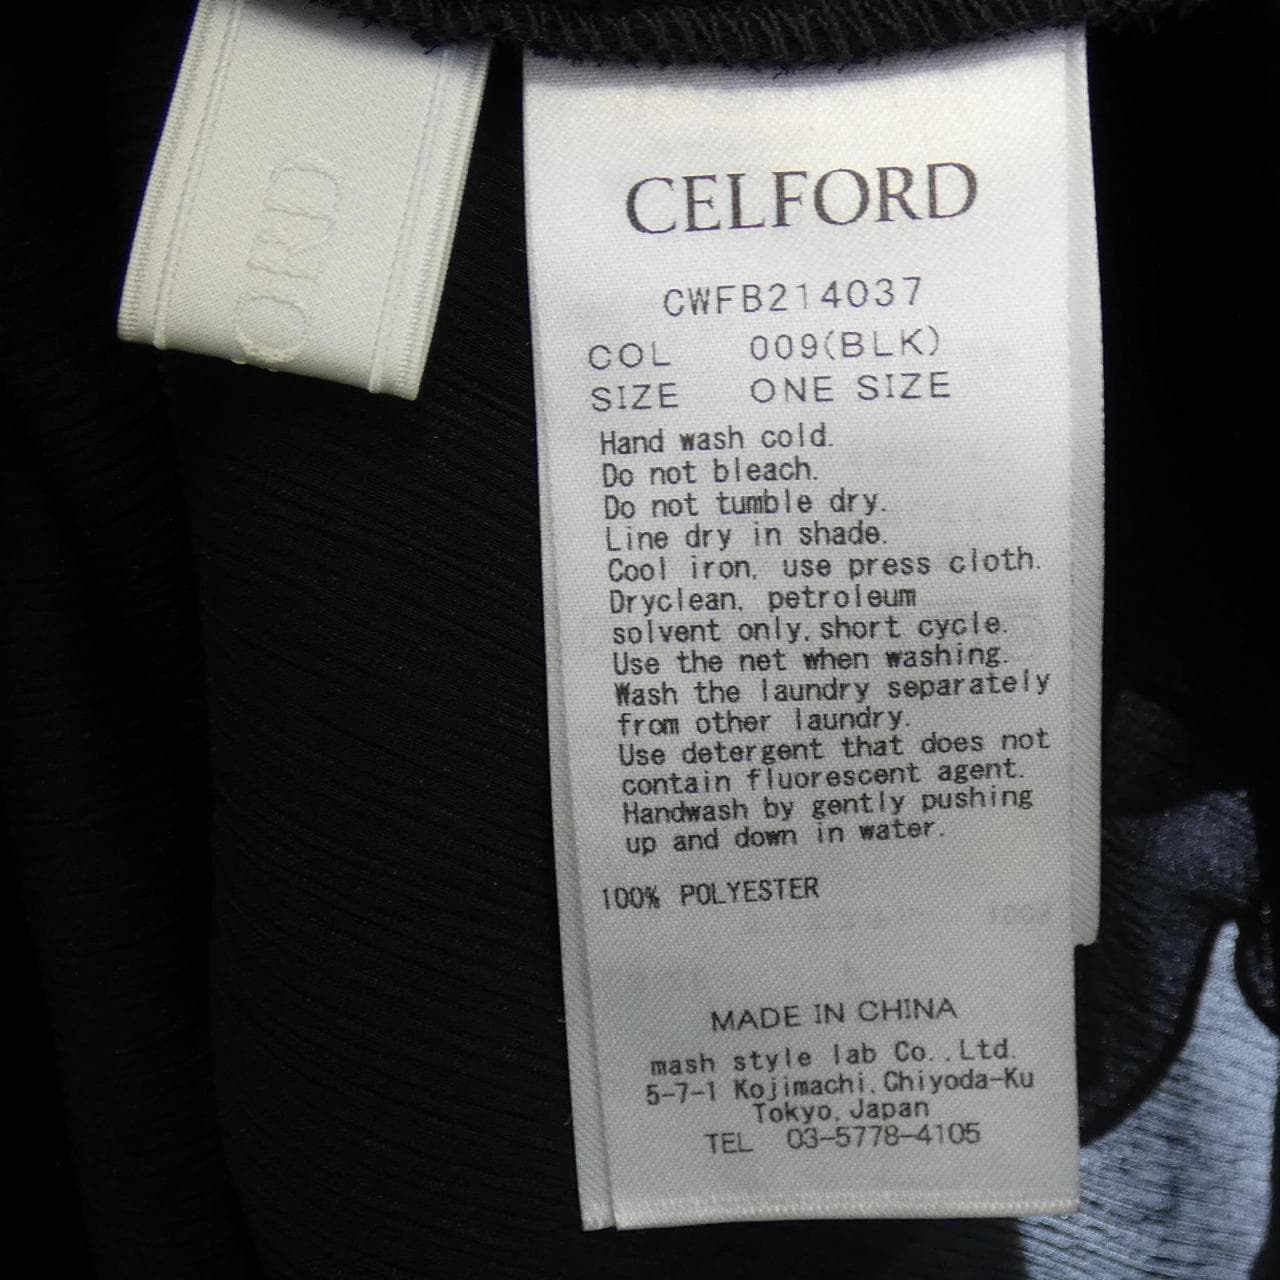 ORD
CELFORD
CWFB214037
COL 009(BLK)
SIZE ONE SIZE
Hand wash cold.
Do not bleach.
Do not tumble dry.
Line dry in shade.
Cool iron, use press cloth.
Dryclean, petroleum
solvent only, short cycle.
Use the net when washing.
Wash the laundry separately
from other laundry.
Use detergent that does not
contain fluorescent agent.
Handwash by gently pushing
up and down in water.
100% POLYESTER
MADE IN CHINA
mash style lab Co., Ltd.
5-7-1 Kojimachi, Chiyoda-Ku
Tokyo, Japan
TEL 03-5778-4105